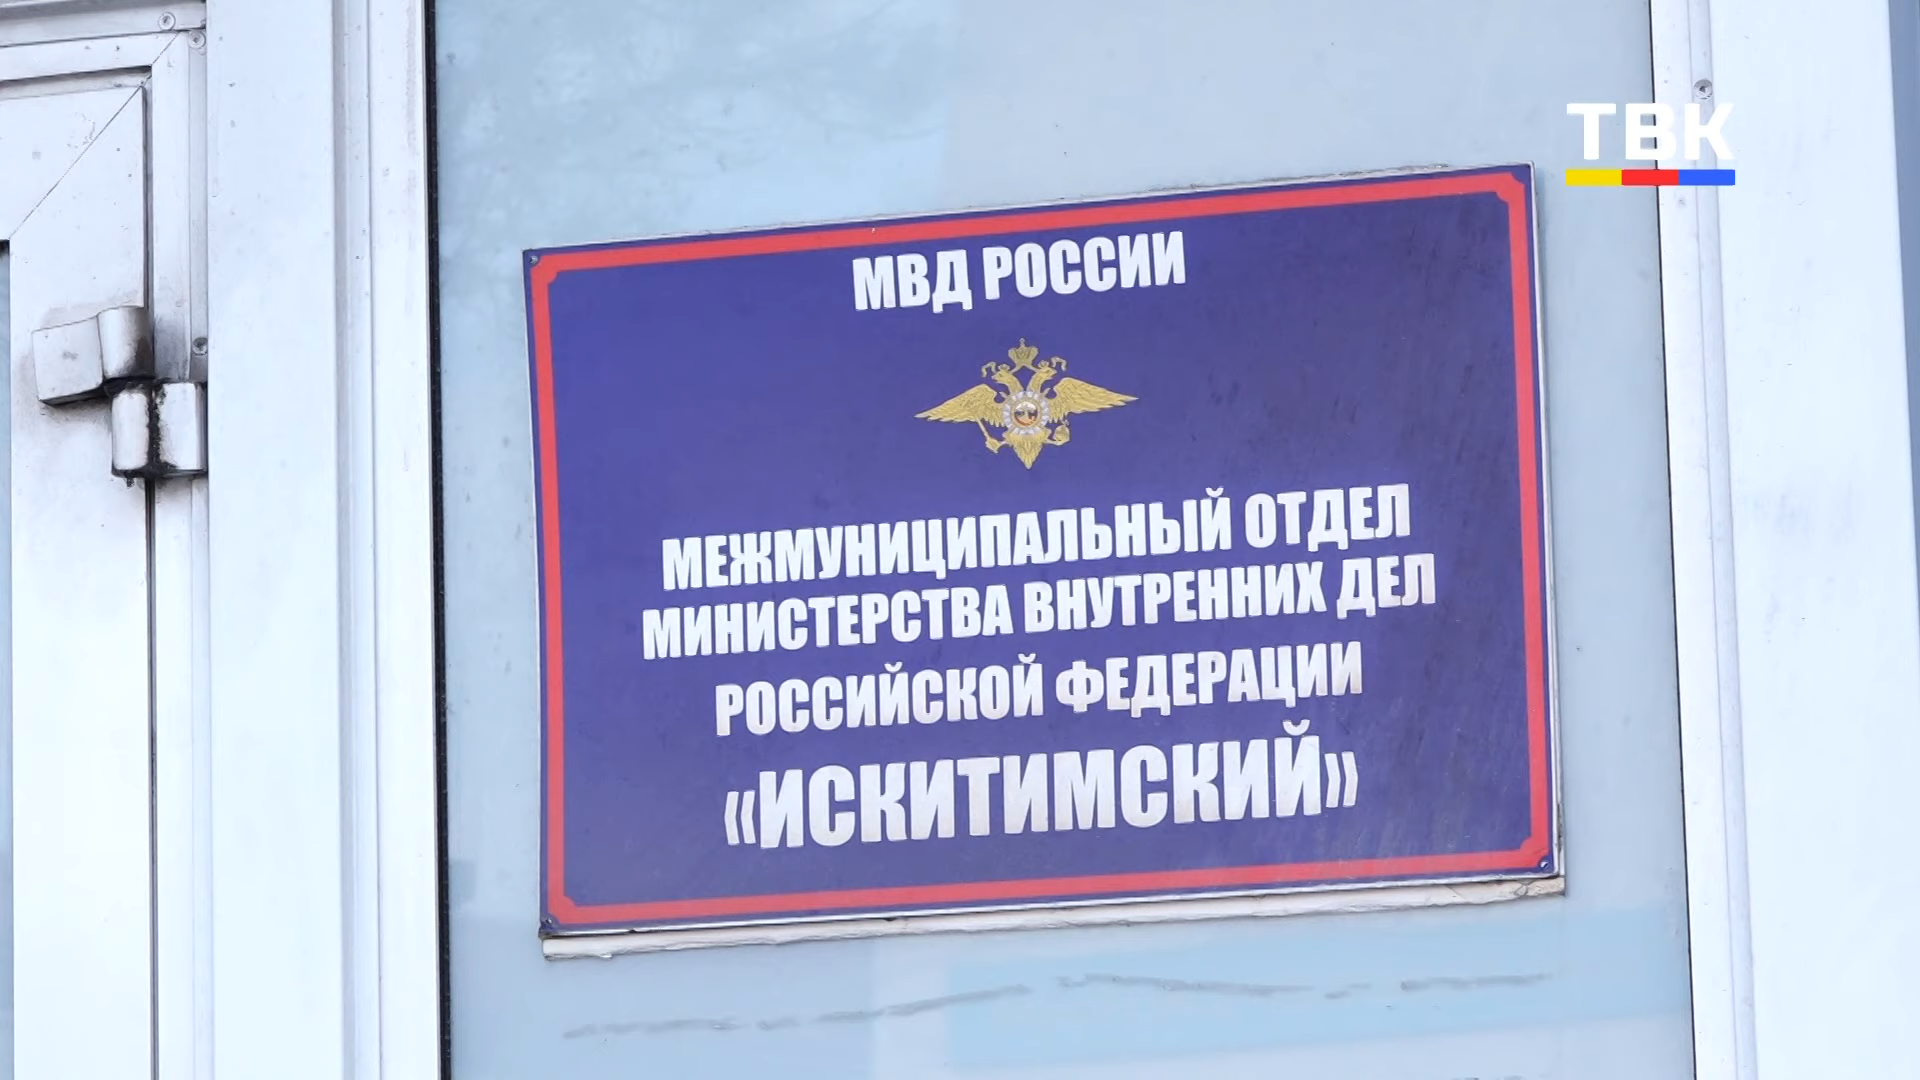 ТВК
МВД РОССИИ
МЕЖМУНИЦИПАЛЬНЫЙ ОТДЕЛ
МИНИСТЕРСТВА ВНУТРЕННИХ ДЕЛ
РОССИЙСКОЙ ФЕДЕРАЦИИ
«ИСКИТИМСКИЙ»